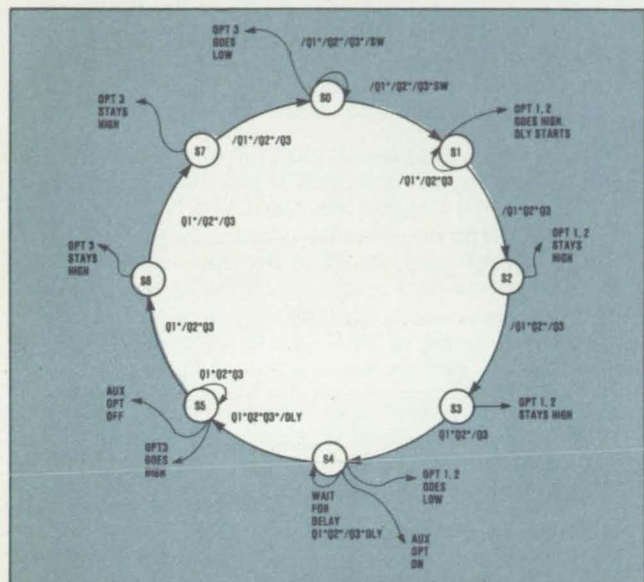 OPT 3
GOES
LOW
/Q1*/Q2*/Q3*/SW
/Q1*/Q2*/Q3*SW
S0
OPT 1, 2
GOES HIGH,
DLY STARTS
S1
/Q1*/Q2*Q3
/Q1*Q2*Q3
OPT 1, 2
STAYS
HIGH
S2
/Q1*Q2*/Q3
S3
OPT 1, 2
STAYS HIGH
Q1*Q2*/Q3
S4
OPT 1, 2
GOES
LOW
AUX
OPT
ON
WAIT
FOR
DELAY
Q1*Q2*/Q3*DLY
Q1*Q2*Q3*/DLY
S5
Q1*Q2*Q3
AUX
OPT
OFF
OPT3
GOES
HIGH
Q1*/Q2*Q3
S6
OPT 3
STAYS
HIGH
Q1*/Q2*/Q3
S7
OPT 3
STAYS
HIGH
/Q1*/Q2*/Q3